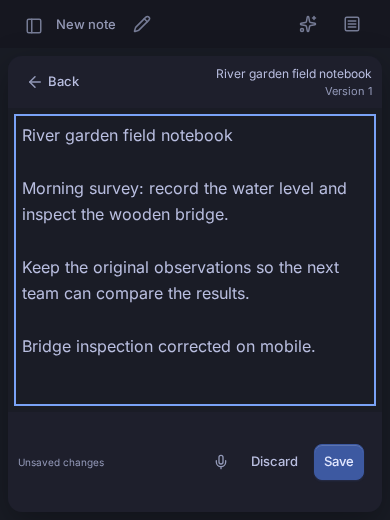 New note
Back
River garden field notebook
Version 1
River garden field notebook
Morning survey: record the water level and
inspect the wooden bridge.
Keep the original observations so the next
team can compare the results.
Bridge inspection corrected on mobile.
Unsaved changes
Discard
Save